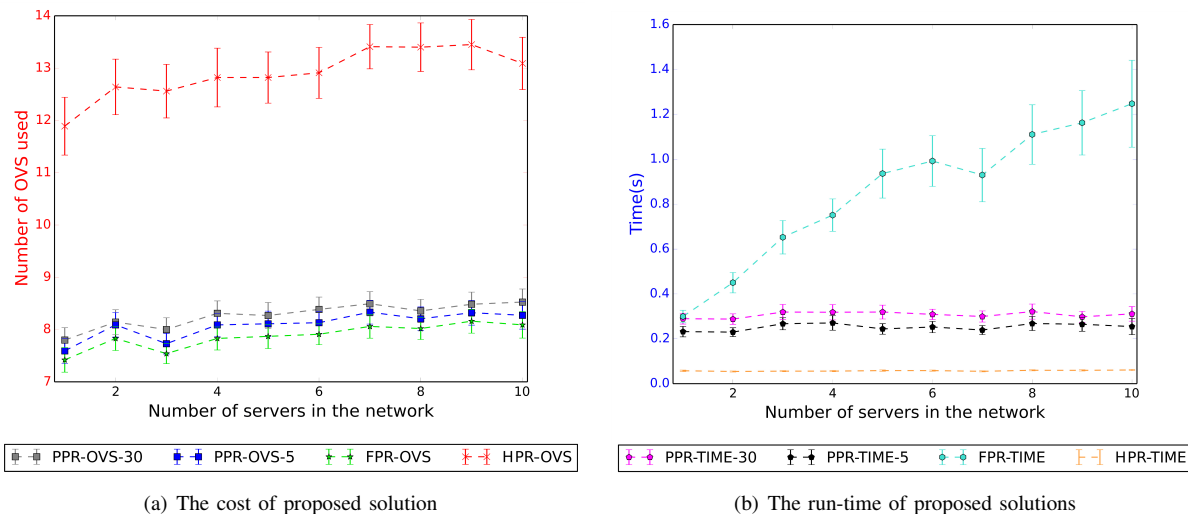 14
13
12
11
10
9
8
7
Number of OVS used
2
4
6
8
10
Number of servers in the network
PPR-OVS-30
PPR-OVS-5
FPR-OVS
HPR-OVS
(a) The cost of proposed solution
1.6
1.4
1.2
1.0
0.8
0.6
0.4
0.2
0.0
Time(s)
2
4
6
8
10
Number of servers in the network
PPR-TIME-30
PPR-TIME-5
FPR-TIME
HPR-TIME
(b) The run-time of proposed solutions